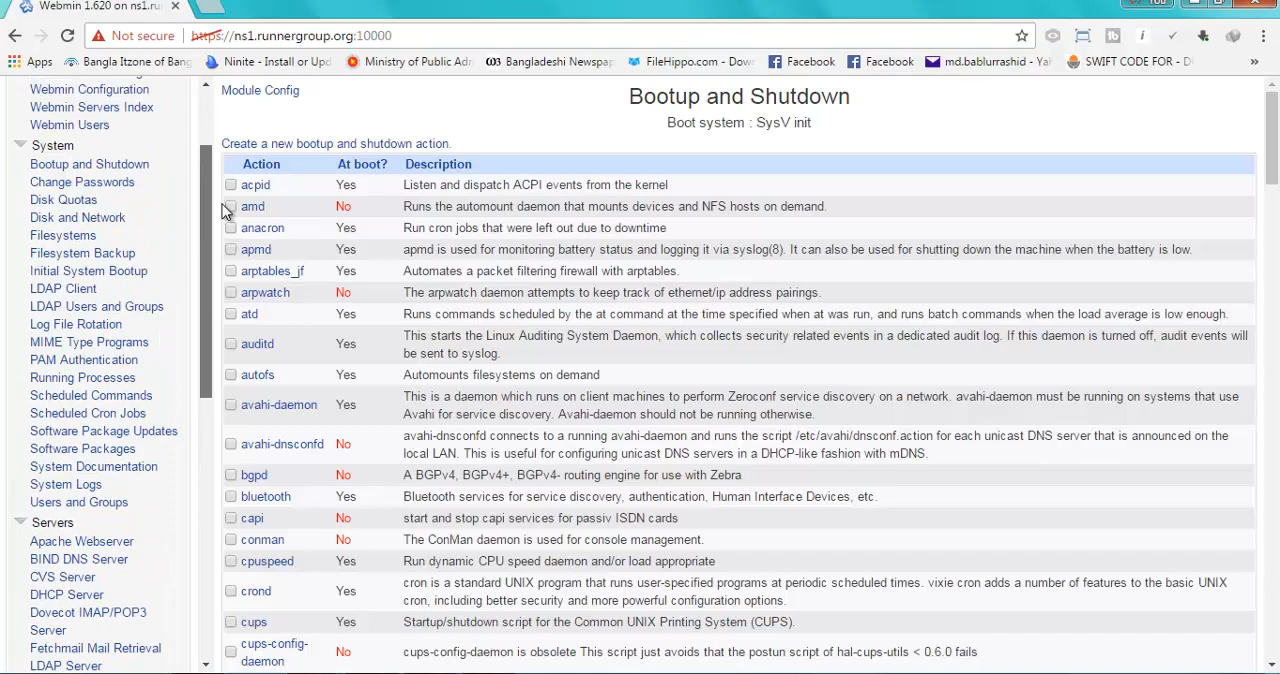 Webmin 1.620 on ns1.ru
You
Not secure https://ns1.runnergroup.org:10000
Apps Bangla Itzone of Bang Ninite - Install or Upd Ministry of Public Adm Bangladeshi Newspap FileHippo.com - Dow Facebook Facebook md.bablurrashid - Yah SWIFT CODE FOR - D »
Webmin Configuration
Webmin Servers Index
Webmin Users
System
Bootup and Shutdown
Change Passwords
Disk Quotas
Disk and Network
Filesystems
Filesystem Backup
Initial System Bootup
LDAP Client
LDAP Users and Groups
Log File Rotation
MIME Type Programs
PAM Authentication
Running Processes
Scheduled Commands
Scheduled Cron Jobs
Software Package Updates
Software Packages
System Documentation
System Logs
Users and Groups
Servers
Apache Webserver
BIND DNS Server
CVS Server
DHCP Server
Dovecot IMAP/POP3
Server
Fetchmail Mail Retrieval
LDAP Server
Module Config
Bootup and Shutdown
Boot system : SysV init
Create a new bootup and shutdown action.
Action At boot? Description
acpid Yes Listen and dispatch ACPI events from the kernel
amd No Runs the automount daemon that mounts devices and NFS hosts on demand.
anacron Yes Run cron jobs that were left out due to downtime
apmd Yes apmd is used for monitoring battery status and logging it via syslog(8). It can also be used for shutting down the machine when the battery is low.
arptables_jf Yes Automates a packet filtering firewall with arptables.
arpwatch No The arpwatch daemon attempts to keep track of ethernet/ip address pairings.
atd Yes Runs commands scheduled by the at command at the time specified when at was run, and runs batch commands when the load average is low enough.
auditd Yes This starts the Linux Auditing System Daemon, which collects security related events in a dedicated audit log. If this daemon is turned off, audit events will
be sent to syslog.
autofs Yes Automounts filesystems on demand
avahi-daemon Yes This is a daemon which runs on client machines to perform Zeroconf service discovery on a network. avahi-daemon must be running on systems that use
Avahi for service discovery. Avahi-daemon should not be running otherwise.
avahi-dnsconfd No avahi-dnsconfd connects to a running avahi-daemon and runs the script /etc/avahi/dnsconf.action for each unicast DNS server that is announced on the
local LAN. This is useful for configuring unicast DNS servers in a DHCP-like fashion with mDNS.
bgpd No A BGPv4, BGPv4+, BGPv4- routing engine for use with Zebra
bluetooth Yes Bluetooth services for service discovery, authentication, Human Interface Devices, etc.
capi No start and stop capi services for passiv ISDN cards
conman No The ConMan daemon is used for console management.
cpuspeed Yes Run dynamic CPU speed daemon and/or load appropriate
crond Yes cron is a standard UNIX program that runs user-specified programs at periodic scheduled times. vixie cron adds a number of features to the basic UNIX
cron, including better security and more powerful configuration options.
cups Yes Startup/shutdown script for the Common UNIX Printing System (CUPS).
cups-config-
daemon No cups-config-daemon is obsolete This script just avoids that the postun script of hal-cups-utils < 0.6.0 fails